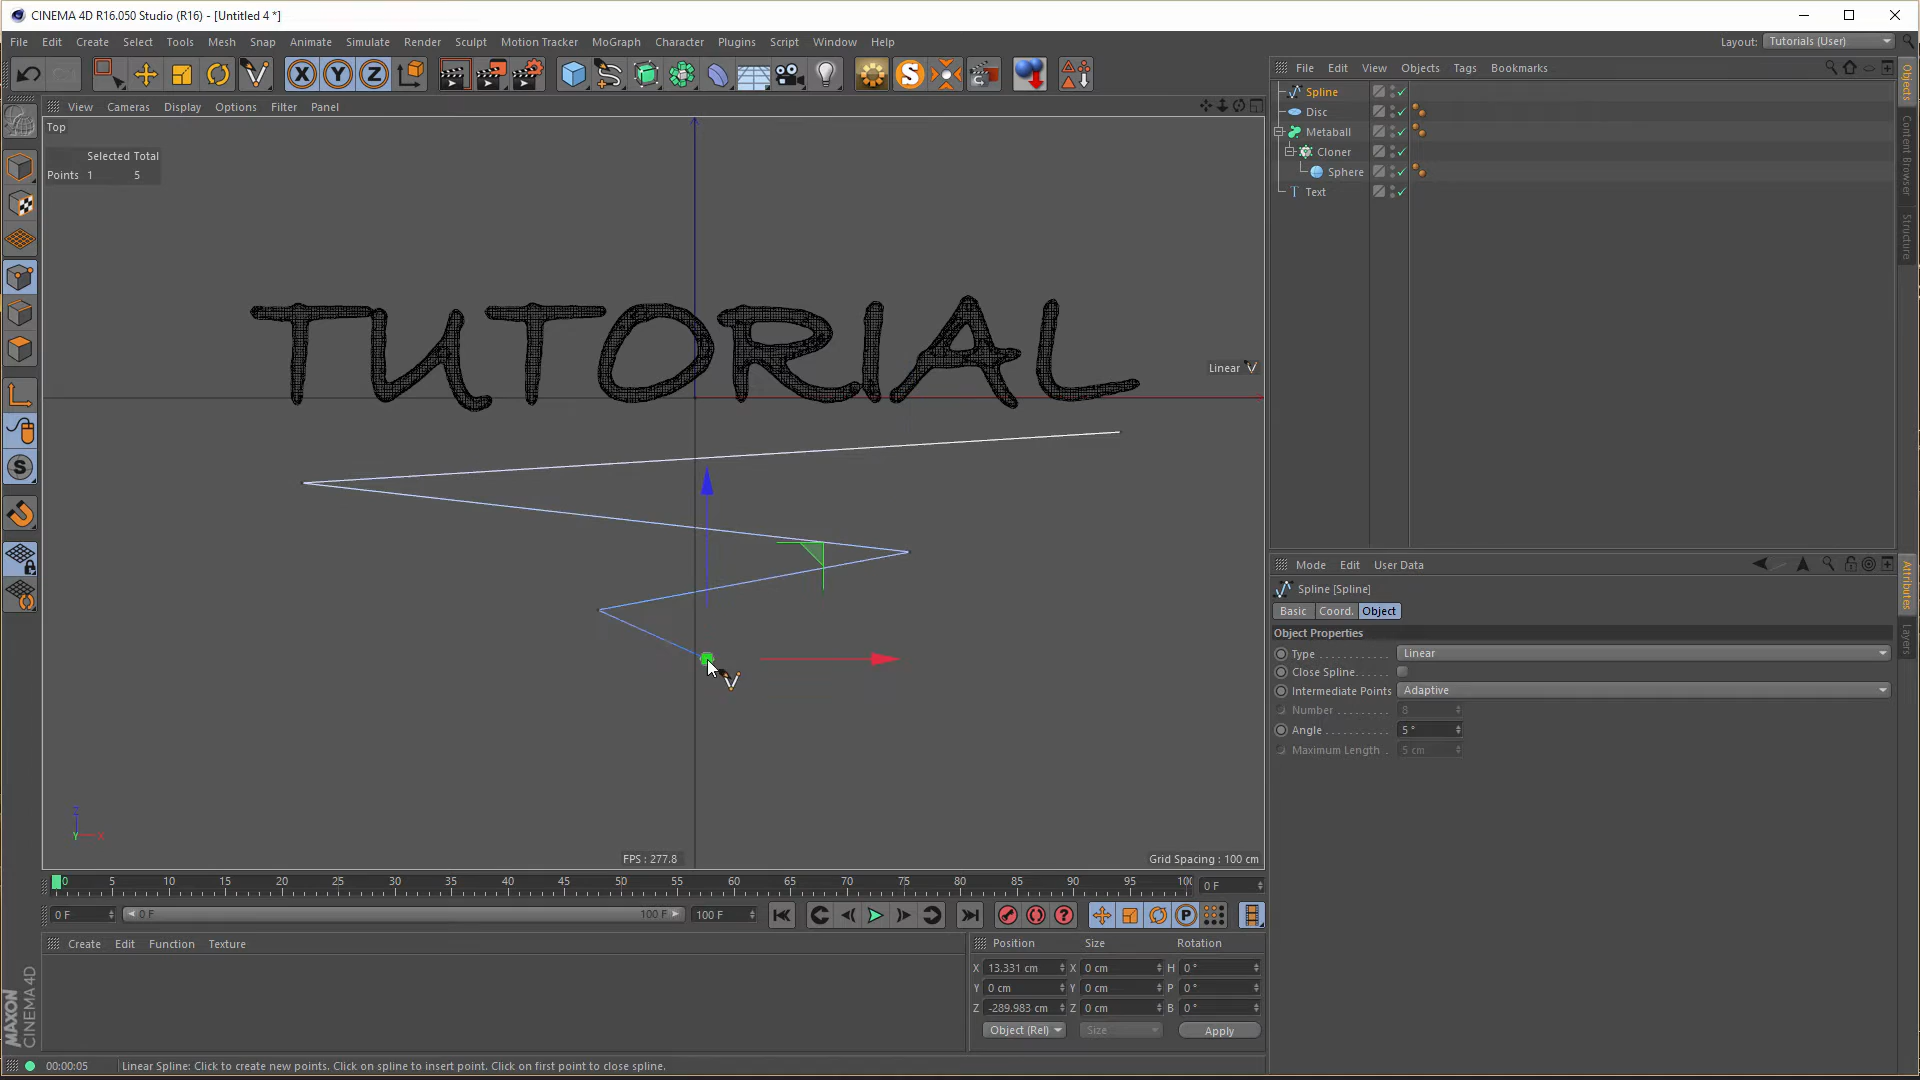 CINEMA 4D R16.050 Studio (R16) - [Untitled 4 *]
File Edit Create Select Tools Mesh Snap Animate Simulate Render Sculpt Motion Tracker MoGraph Character Plugins Script Window Help
Layout: Tutorials (User)
X Y Z S
View Cameras Display Options Filter Panel
File Edit View Objects Tags Bookmarks
Top
Selected Total
Points 1 5
TUTORIAL
Linear
FPS : 277.8
Grid Spacing : 100 cm
Spline
Disc
Metaball
Cloner
Sphere
Text
Objects
Content Browser
Structure
Mode Edit User Data
Spline [Spline]
Basic Coord. Object
Object Properties
Type Linear
Close Spline
Intermediate Points Adaptive
Number 8
Angle 5 °
Maximum Length 5 cm
Attributes
Layers
Z
Y X
0 5 10 15 20 25 30 35 40 45 50 55 60 65 70 75 80 85 90 95 100
0 F
0 F 0 F 100 F 100 F
Create Edit Function Texture
Position Size Rotation
X 13.331 cm X 0 cm H 0 °
Y 0 cm Y 0 cm P 0 °
Z -289.983 cm Z 0 cm B 0 °
Object (Rel) Size Apply
MAXON
CINEMA 4D
00:00:05 Linear Spline: Click to create new points. Click on spline to insert point. Click on first point to close spline.